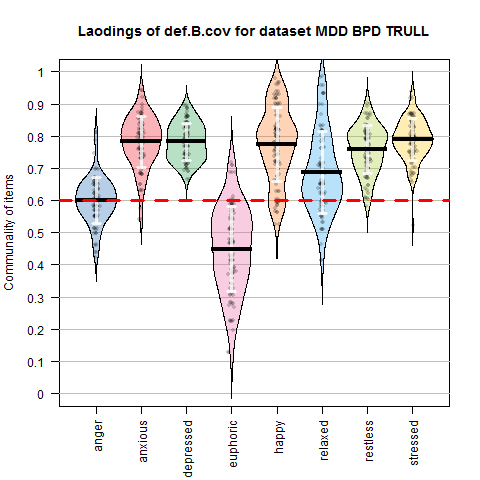 Laodings of def.B.cov for dataset MDD BPD TRULL
Communality of items
1
0.9
0.8
0.7
0.6
0.5
0.4
0.3
0.2
0.1
0
anger
anxious
depressed
euphoric
happy
relaxed
restless
stressed